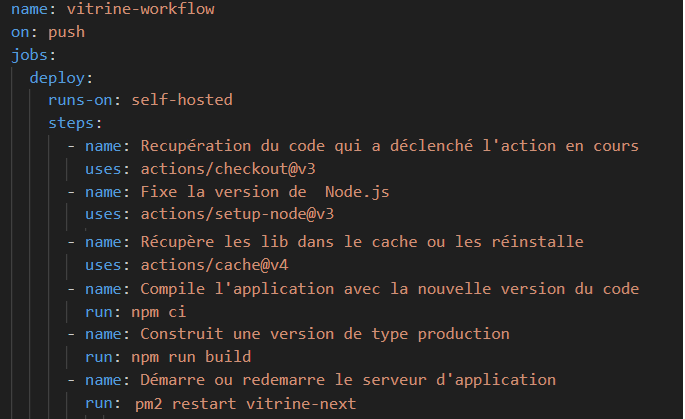 name: vitrine-workflow
on: push
jobs:
  deploy:
    runs-on: self-hosted
    steps:
      - name: Recupération du code qui a déclenché l'action en cours
        uses: actions/checkout@v3
      - name: Fixe la version de  Node.js
        uses: actions/setup-node@v3
      - name: Récupère les lib dans le cache ou les réinstalle
        uses: actions/cache@v4
      - name: Compile l'application avec la nouvelle version du code
        run: npm ci
      - name: Construit une version de type production
        run: npm run build
      - name: Démarre ou redemarre le serveur d'application
        run: pm2 restart vitrine-next